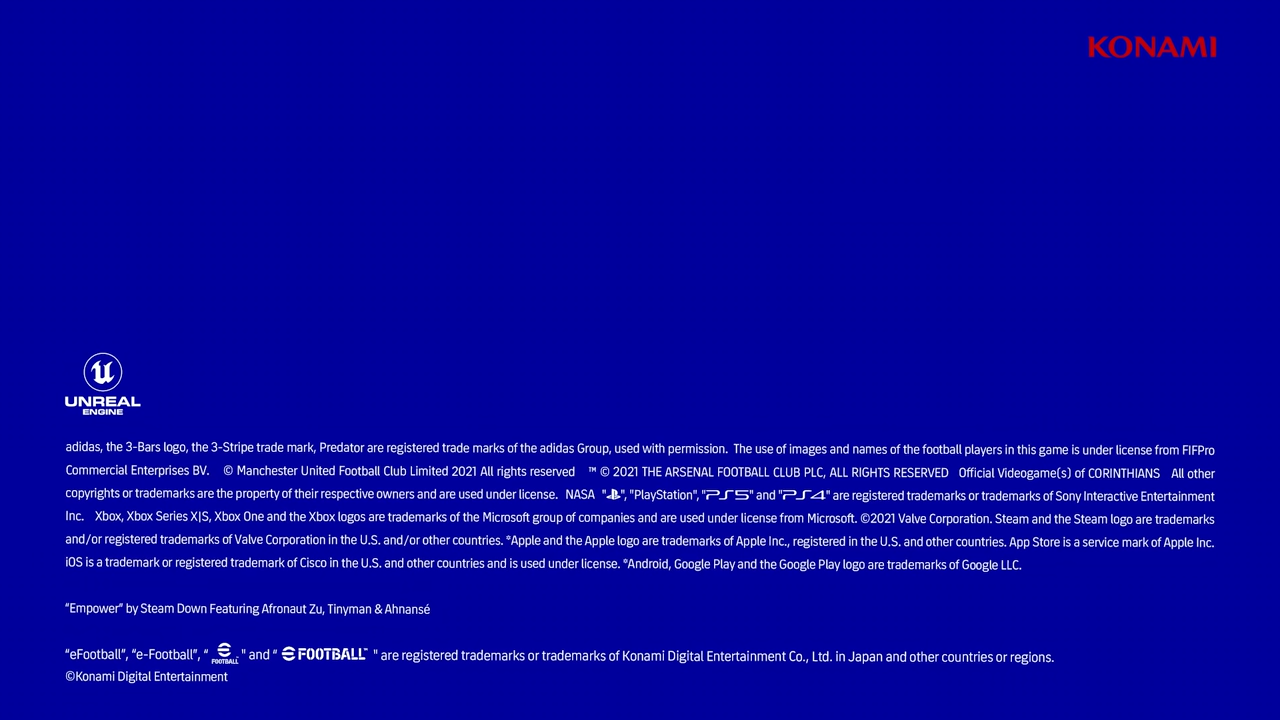 KONAMI
UNREAL
ENGINE
adidas, the 3-Bars logo, the 3-Stripe trade mark, Predator are registered trade marks of the adidas Group, used with permission.  The use of images and names of the football players in this game is under license from FIFPro
Commercial Enterprises BV.    © Manchester United Football Club Limited 2021 All rights reserved    ™ © 2021 THE ARSENAL FOOTBALL CLUB PLC, ALL RIGHTS RESERVED   Official Videogame(s) of CORINTHIANS   All other
copyrights or trademarks are the property of their respective owners and are used under license.  NASA  "", "PlayStation", "PS5" and "PS4" are registered trademarks or trademarks of Sony Interactive Entertainment
Inc.   Xbox, Xbox Series X|S, Xbox One and the Xbox logos are trademarks of the Microsoft group of companies and are used under license from Microsoft. ©2021 Valve Corporation. Steam and the Steam logo are trademarks
and/or registered trademarks of Valve Corporation in the U.S. and/or other countries. *Apple and the Apple logo are trademarks of Apple Inc., registered in the U.S. and other countries. App Store is a service mark of Apple Inc.
iOS is a trademark or registered trademark of Cisco in the U.S. and other countries and is used under license. *Android, Google Play and the Google Play logo are trademarks of Google LLC.
“Empower” by Steam Down Featuring Afronaut Zu, Tinyman & Ahnansé
“eFootball”, “e-Football”, “ eFOOTBALL " and “ eFOOTBALL™ " are registered trademarks or trademarks of Konami Digital Entertainment Co., Ltd. in Japan and other countries or regions.
©Konami Digital Entertainment